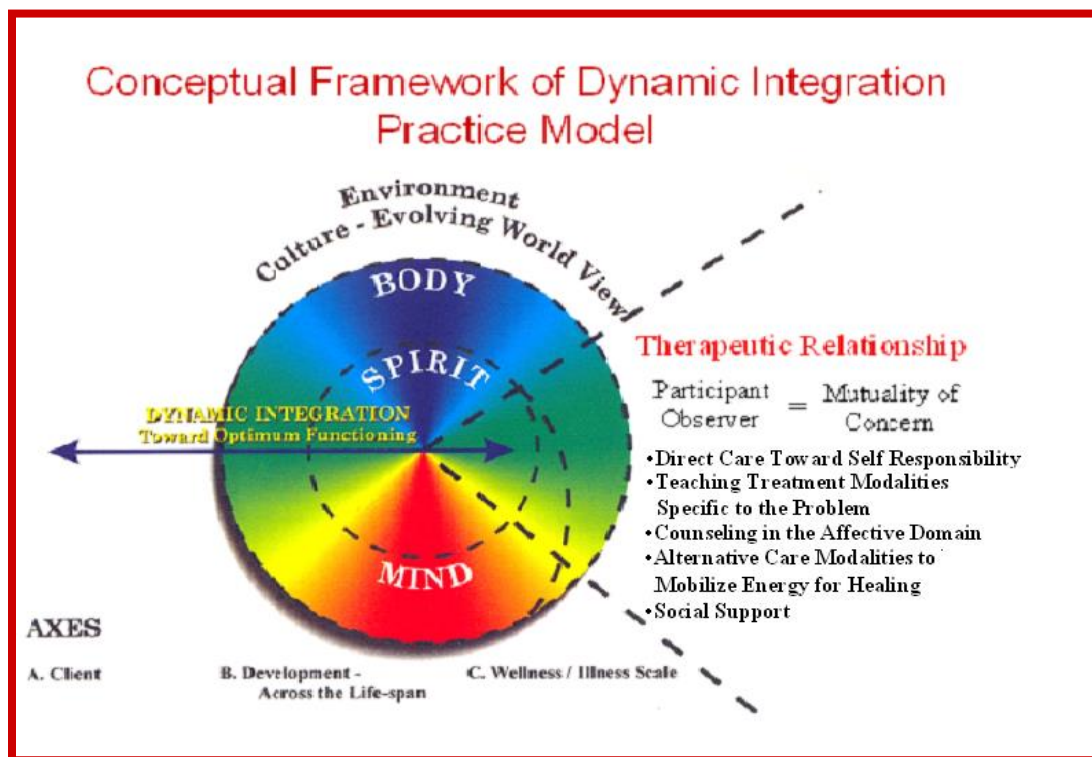 Conceptual Framework of Dynamic Integration
Practice Model
Environment
Culture - Evolving World View
BODY
SPIRIT
DYNAMIC INTEGRATION
Toward Optimum Functioning
MIND
Therapeutic Relationship
Participant Observer = Mutuality of Concern
•Direct Care Toward Self Responsibility
•Teaching Treatment Modalities
Specific to the Problem
•Counseling in the Affective Domain
•Alternative Care Modalities to
Mobilize Energy for Healing
•Social Support
AXES
A. Client
B. Development -
Across the Life-span
C. Wellness / Illness Scale